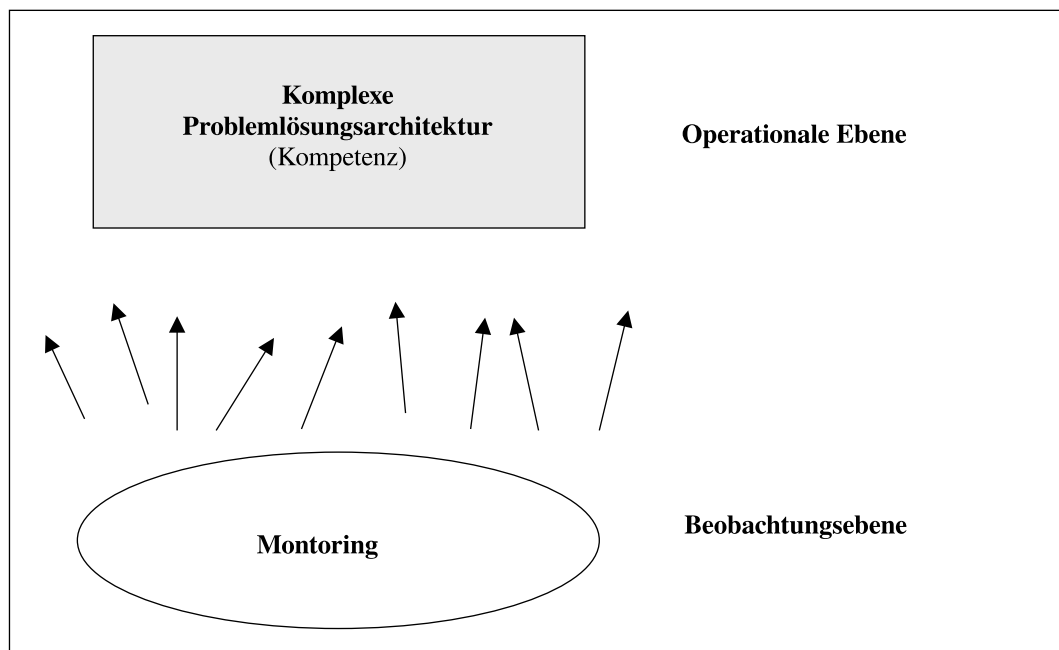 Komplexe
Problemlösungsarchitektur
(Kompetenz)
Operationale Ebene
Beobachtungsebene
Montoring